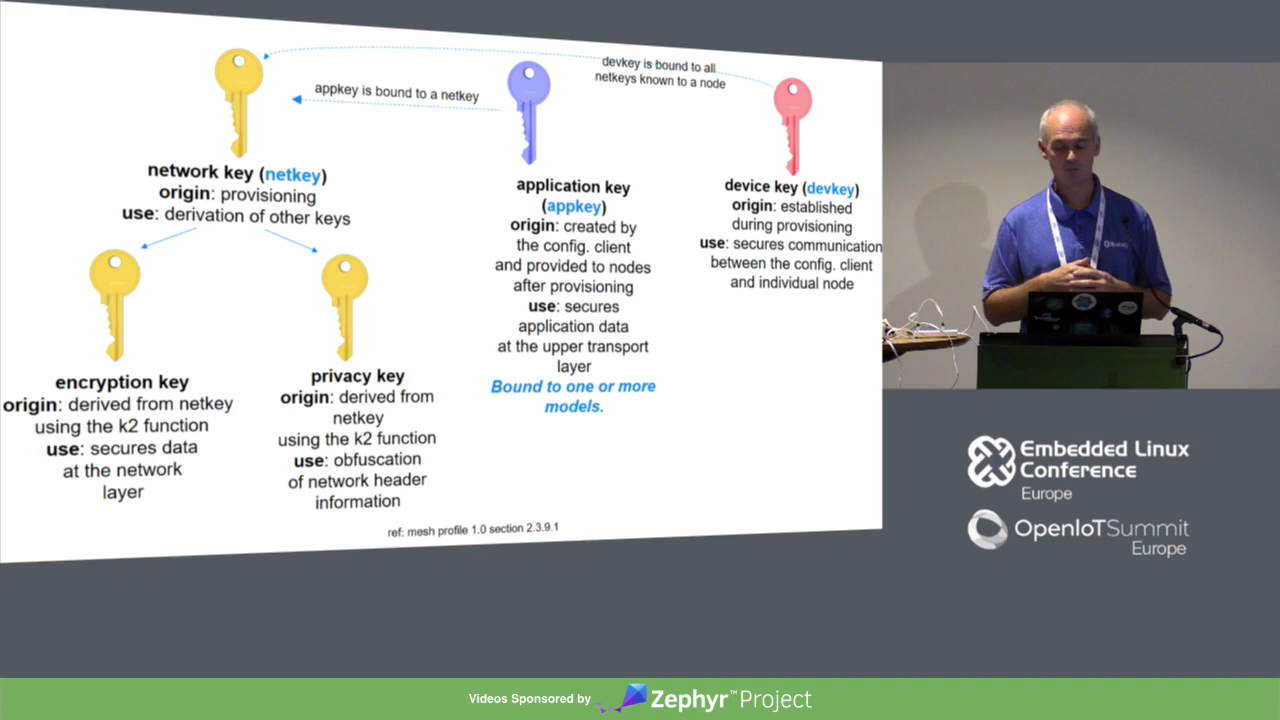 devkey is bound to all
netkeys known to a node
appkey is bound to a netkey
network key (netkey)
origin: provisioning
use: derivation of other keys
application key
(appkey)
origin: created by
the config. client
and provided to nodes
after provisioning
use: secures
application data
at the upper transport
layer
Bound to one or more
models.
device key (devkey)
origin: established
during provisioning
use: secures communication
between the config. client
and individual node
encryption key
origin: derived from netkey
using the k2 function
use: secures data
at the network
layer
privacy key
origin: derived from
netkey
using the k2 function
use: obfuscation
of network header
information
ref: mesh profile 1.0 section 2.3.9.1
Embedded Linux
Conference
Europe
OpenIoTSummit
Europe
Videos Sponsored by
Zephyr™Project